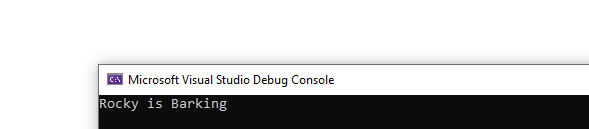 Microsoft Visual Studio Debug Console
Rocky is Barking